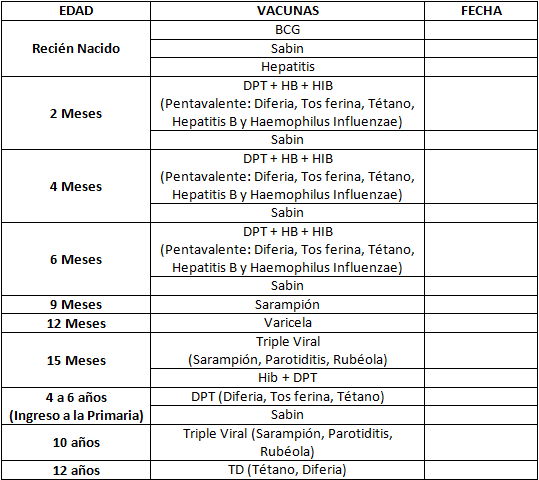 EDAD VACUNAS FECHA
Recién Nacido
BCG
Sabin
Hepatitis
2 Meses
DPT + HB + HIB
(Pentavalente: Diferia, Tos ferina, Tétano,
Hepatitis B y Haemophilus Influenzae)
Sabin
4 Meses
DPT + HB + HIB
(Pentavalente: Diferia, Tos ferina, Tétano,
Hepatitis B y Haemophilus Influenzae)
Sabin
6 Meses
DPT + HB + HIB
(Pentavalente: Diferia, Tos ferina, Tétano,
Hepatitis B y Haemophilus Influenzae)
Sabin
9 Meses Sarampión
12 Meses Varicela
15 Meses
Triple Viral
(Sarampión, Parotiditis, Rubéola)
Hib + DPT
4 a 6 años
(Ingreso a la Primaria)
DPT (Diferia, Tos ferina, Tétano)
Sabin
10 años
Triple Viral (Sarampión, Parotiditis,
Rubéola)
12 años TD (Tétano, Diferia)